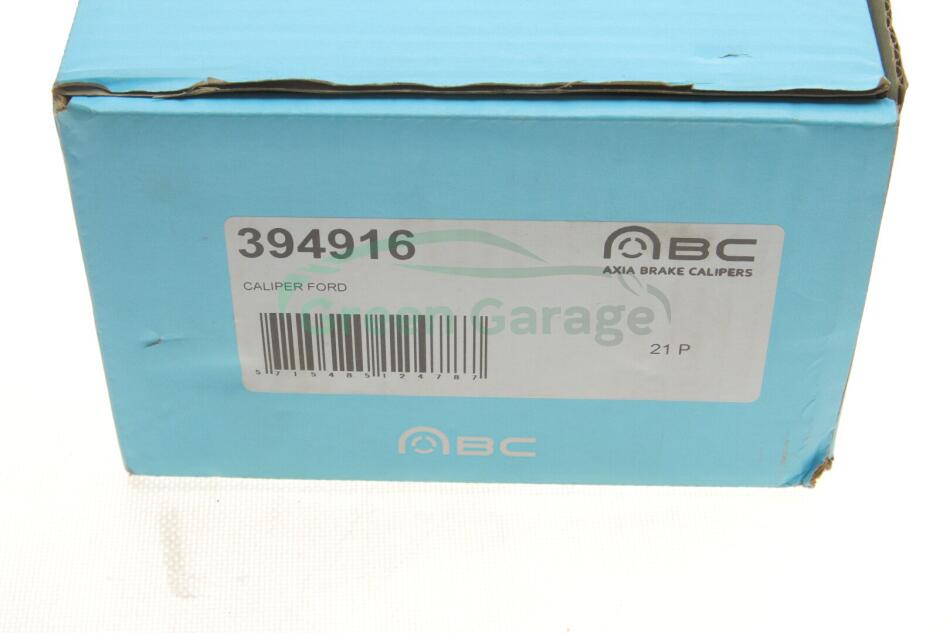 394916
ABC
AXIA BRAKE CALIPERS
CALIPER FORD
Green Garage
21 P
5715485124787
ABC